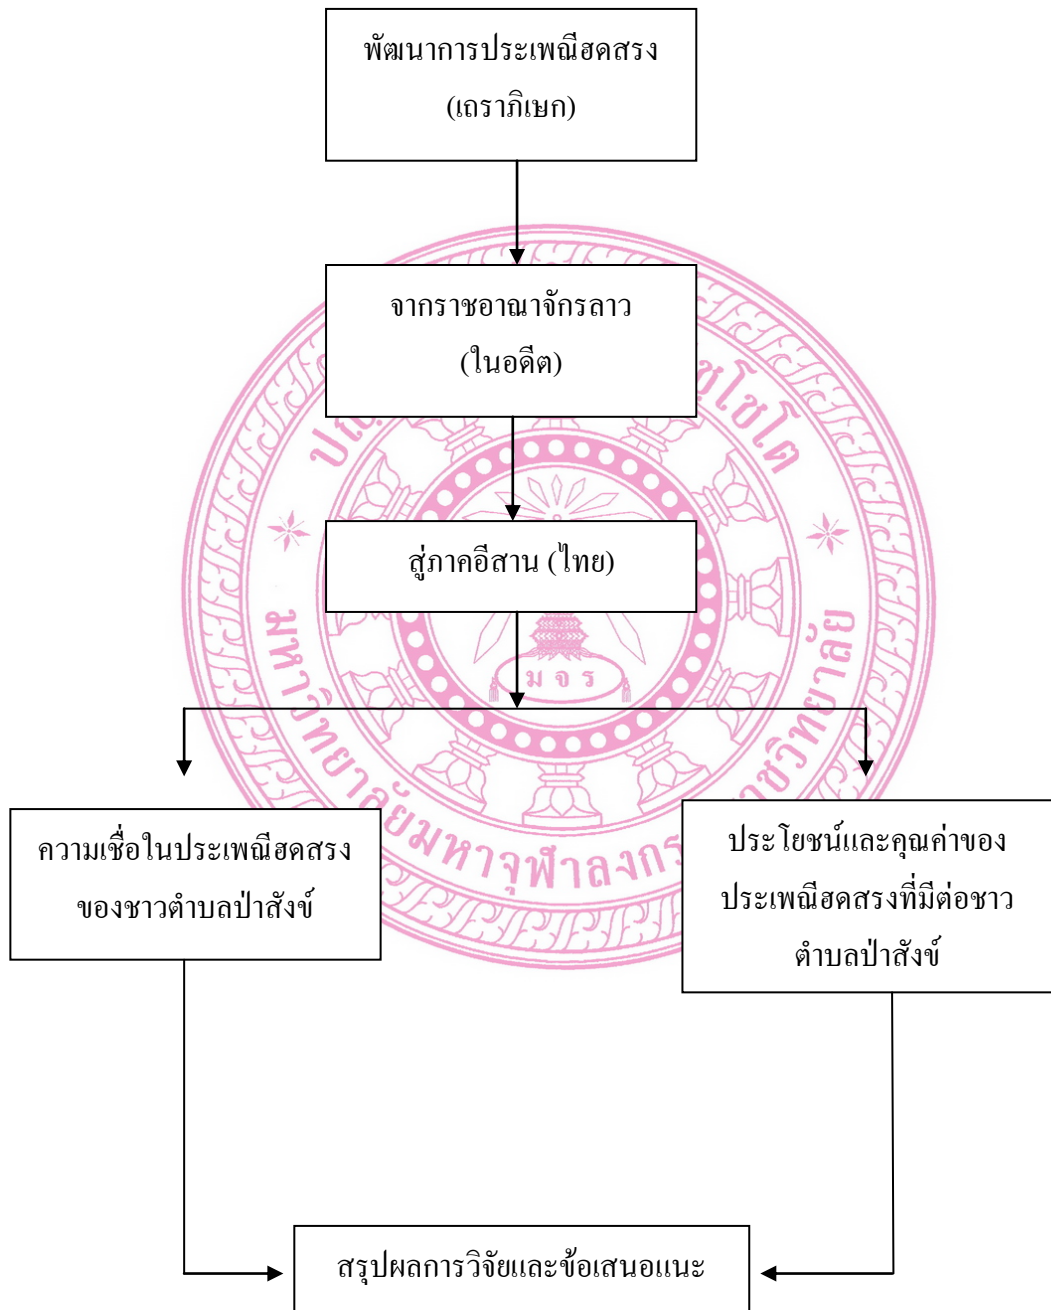 พัฒนาการประเพณีฮดสรง
(เถราภิเษก)
จากราชอาณาจักรลาว
(ในอดีต)
สู่ภาคอีสาน (ไทย)
ม จ ร
ความเชื่อในประเพณีฮดสรง
ของชาวตำบลป่าสังข์
ประโยชน์และคุณค่าของ
ประเพณีฮดสรงที่มีต่อชาว
ตำบลป่าสังข์
สรุปผลการวิจัยและข้อเสนอแนะ